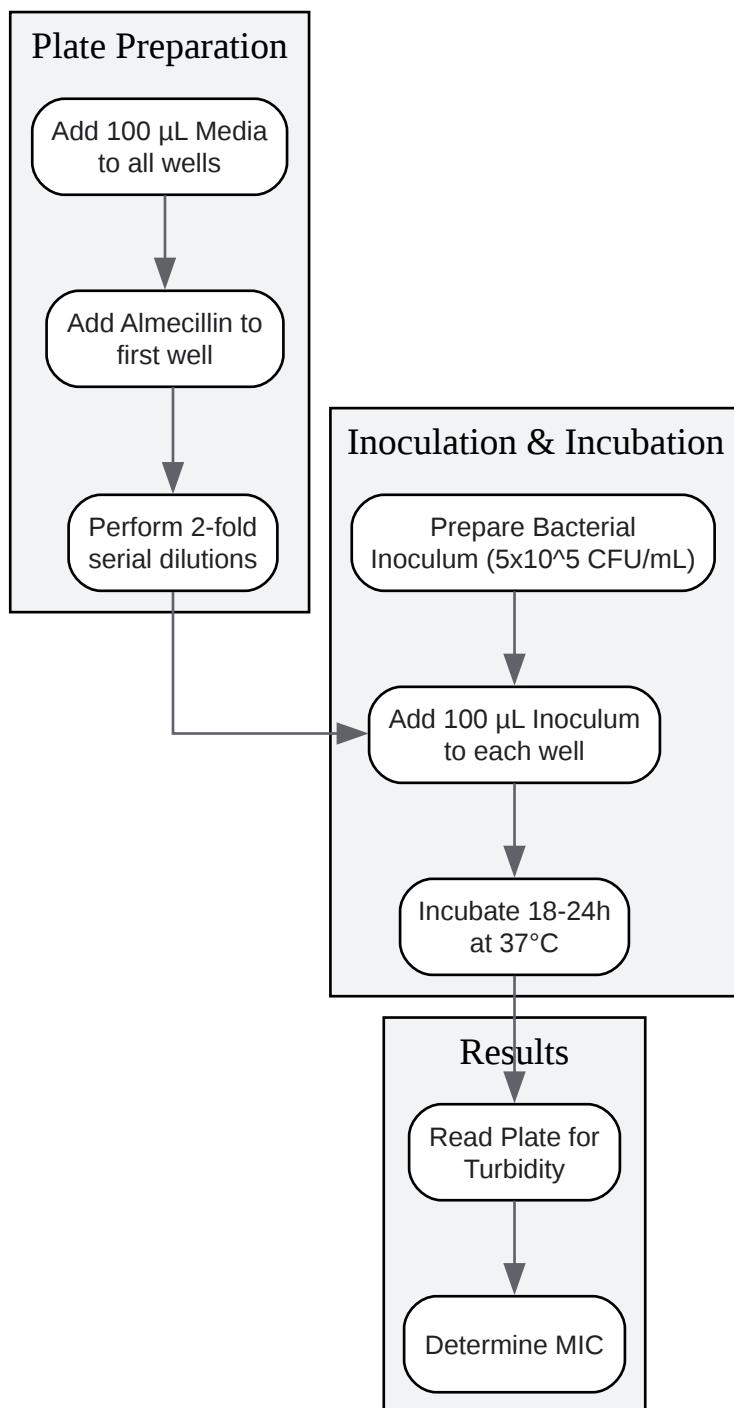 Plate Preparation
Add 100 µL Media
to all wells
Add Almecillin to
first well
Perform 2-fold
serial dilutions
Inoculation & Incubation
Prepare Bacterial
Inoculum (5x10^5 CFU/mL)
Add 100 µL Inoculum
to each well
Incubate 18-24h
at 37°C
Results
Read Plate for
Turbidity
Determine MIC